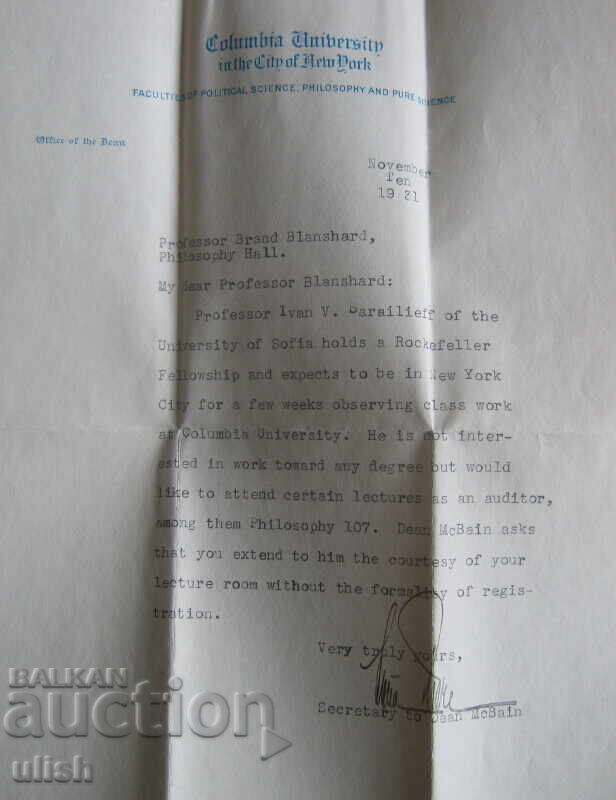 Columbia University
in the City of New York
FACULTIES OF POLITICAL SCIENCE, PHILOSOPHY AND PURE SCIENCE
Office of the Dean
November
Ten
1931
Professor Brand Blanshard,
Philosophy Hall.
My dear Professor Blanshard:
Professor Ivan V. Sarailieff of the
University of Sofia holds a Rockefeller
Fellowship and expects to be in New York
City for a few weeks observing class work
at Columbia University. He is not inter-
ested in work toward any degree but would
like to attend certain lectures as an auditor,
among them Philosophy 107. Dean McBain asks
that you extend to him the courtesy of your
lecture room without the formality of regis-
tration.
Very truly yours,
Secretary to Dean McBain
BALKAN
auction
ulish